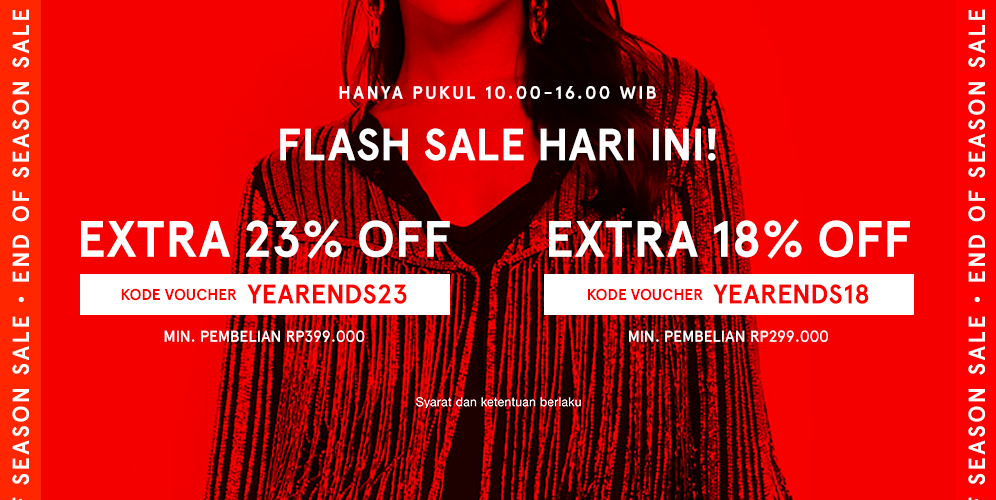 HANYA PUKUL 10.00-16.00 WIB
FLASH SALE HARI INI!
EXTRA 23% OFF
KODE VOUCHER YEARENDS23
MIN. PEMBELIAN RP399.000
EXTRA 18% OFF
KODE VOUCHER YEARENDS18
MIN. PEMBELIAN RP299.000
Syarat dan ketentuan berlaku
SEASON SALE • END OF SEASON SALE
SEASON SALE • END OF SEASON SALE